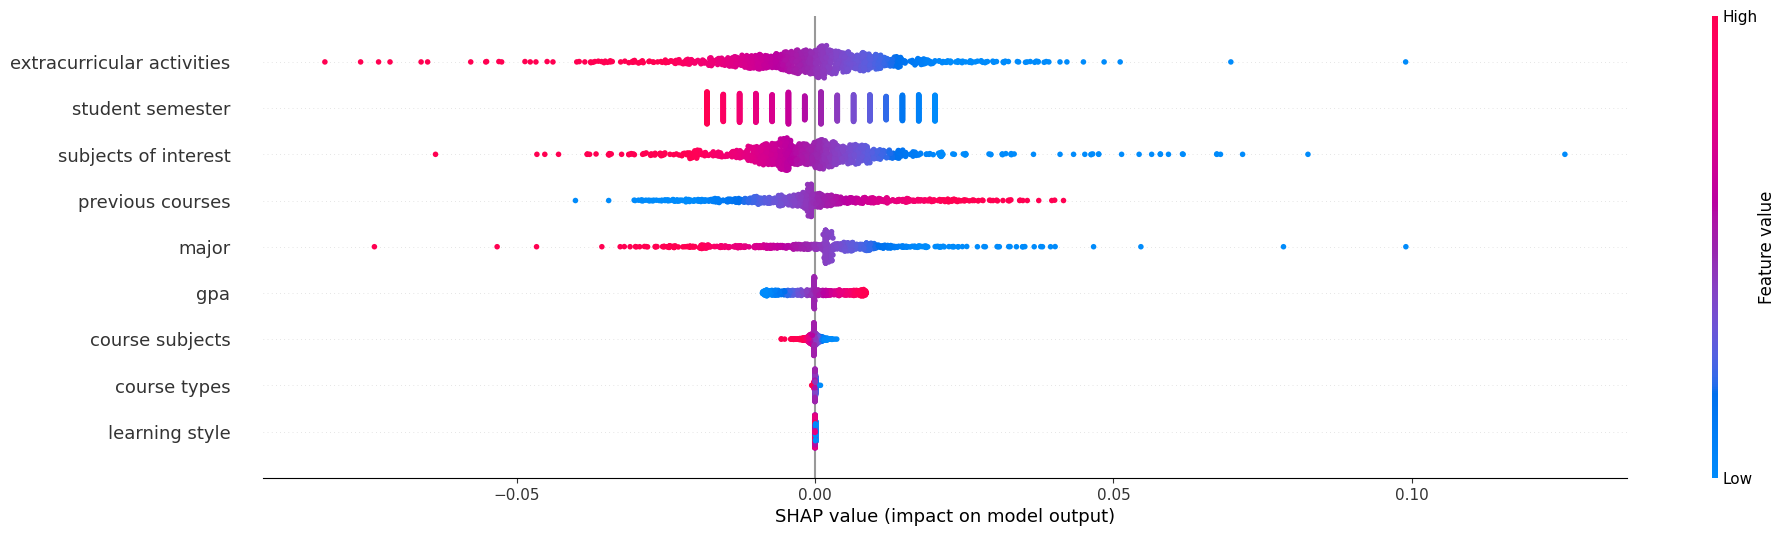 High
extracurricular activities
student semester
subjects of interest
previous courses
major
gpa
course subjects
course types
learning style
Feature value
Low
−0.05
0.00
0.05
0.10
SHAP value (impact on model output)